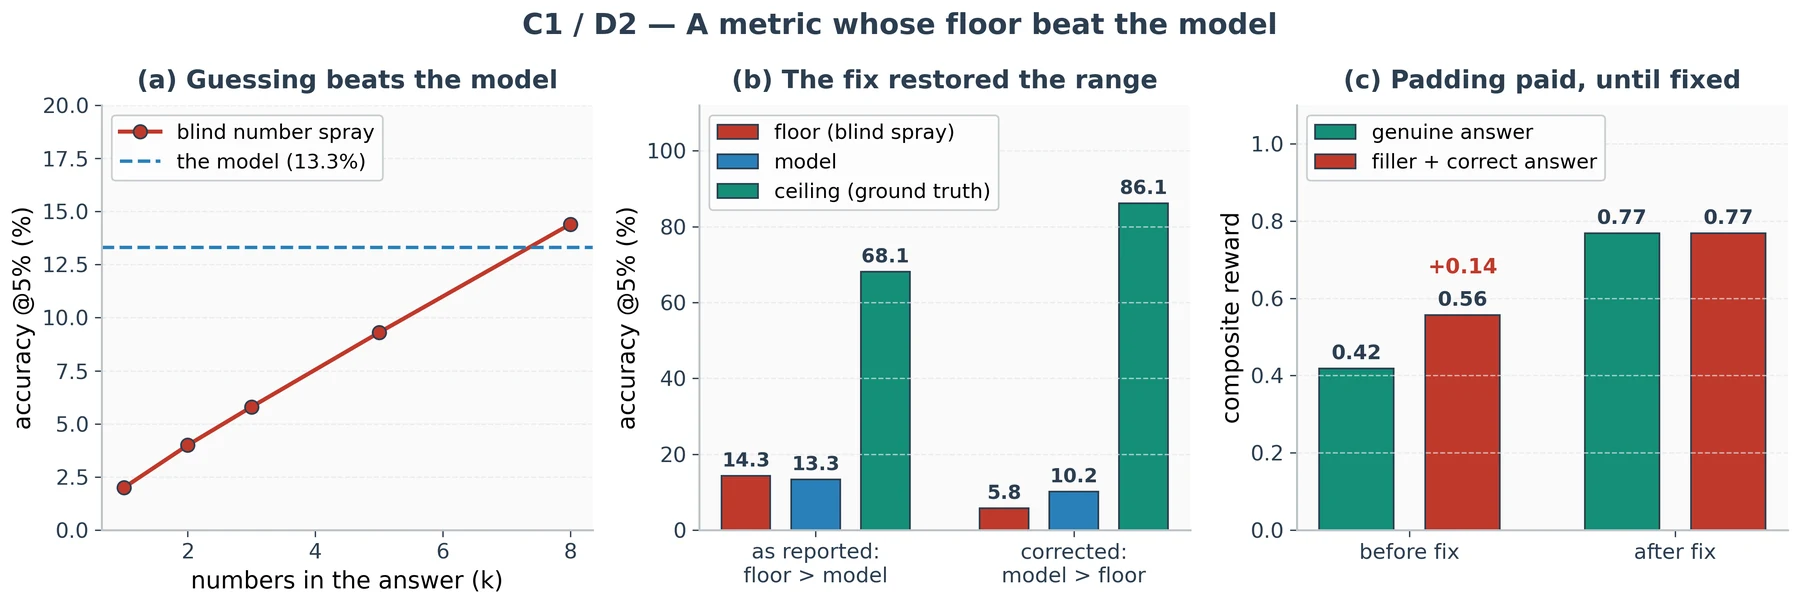 C1 / D2 — A metric whose floor beat the model
(a) Guessing beats the model
20.0
17.5
15.0
12.5
10.0
7.5
5.0
2.5
0.0
accuracy @5% (%)
blind number spray
the model (13.3%)
2
4
6
8
numbers in the answer (k)
(b) The fix restored the range
100
80
60
40
20
0
accuracy @5% (%)
floor (blind spray)
model
ceiling (ground truth)
14.3
13.3
68.1
5.8
10.2
86.1
as reported:
floor > model
corrected:
model > floor
(c) Padding paid, until fixed
1.0
0.8
0.6
0.4
0.2
0.0
composite reward
genuine answer
filler + correct answer
0.42
+0.14
0.56
0.77
0.77
before fix
after fix